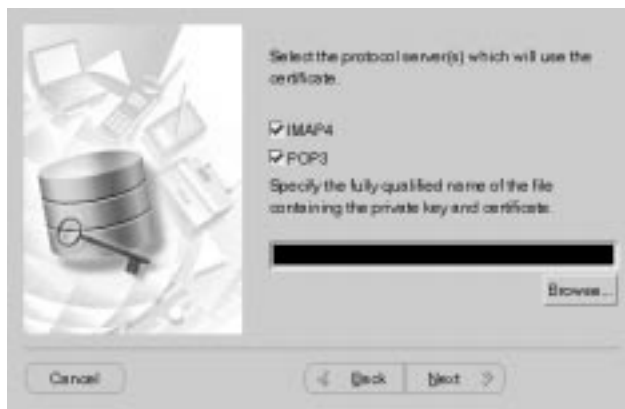 Select the protocol server(s) which will use the
certificate.
IMAP4
POP3
Specify the fully qualified name of the file
containing the private key and certificate.
Browse...
Cancel
Back
Next